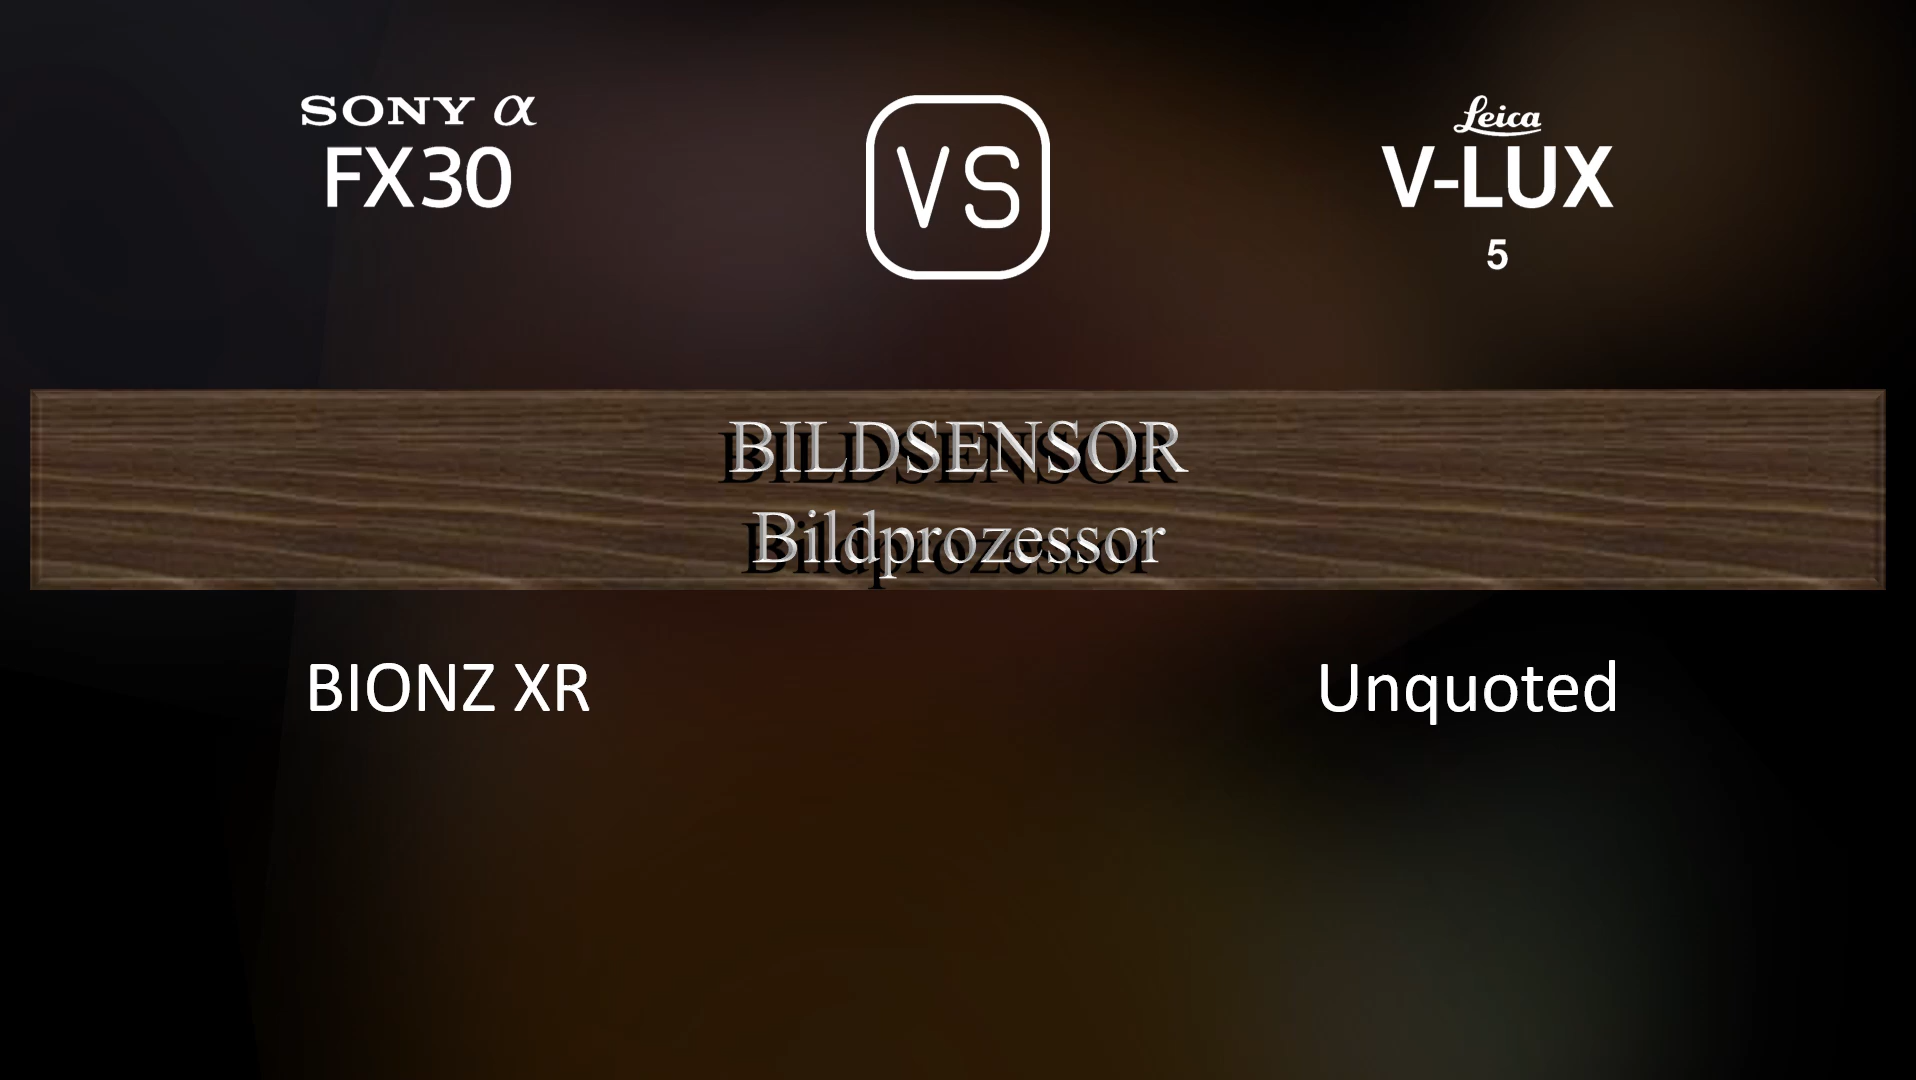 SONY α
FX30
VS
Leica
V-LUX
5
BILDSENSOR
Bildprozessor
BIONZ XR
Unquoted